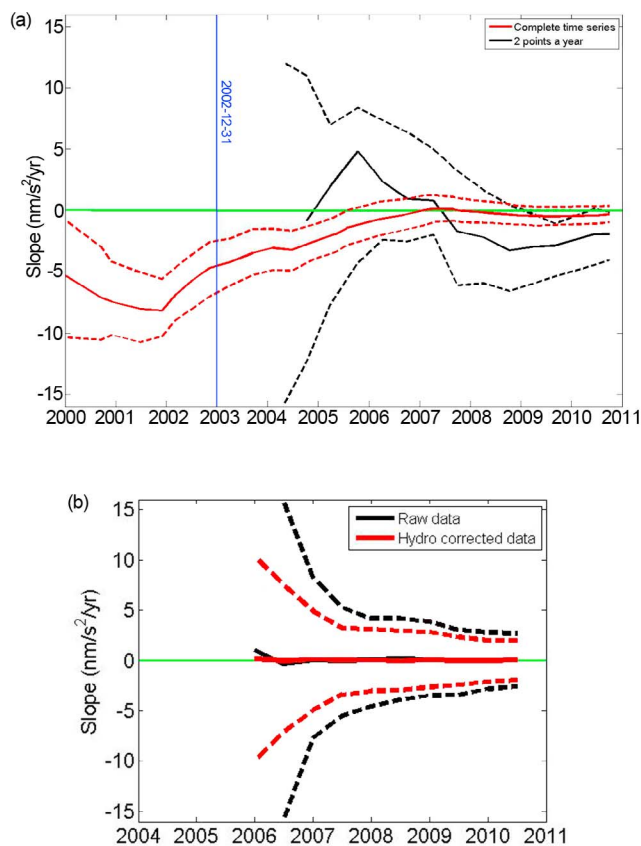 (a)
15
10
5
0
-5
-10
-15
Slope (nm/s²/yr)
2002-12-31
Complete time series
2 points a year
2000 2001 2002 2003 2004 2005 2006 2007 2008 2009 2010 2011
(b)
15
10
5
0
-5
-10
-15
Slope (nm/s²/yr)
Raw data
Hydro corrected data
2004 2005 2006 2007 2008 2009 2010 2011